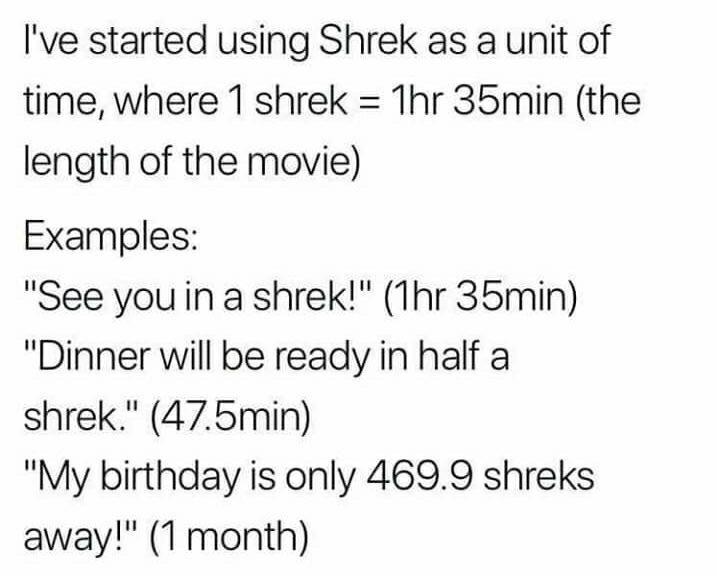 I've started using Shrek as a unit of
time, where 1 shrek = 1hr 35min (the
length of the movie)
Examples:
"See you in a shrek!" (1hr 35min)
"Dinner will be ready in half a
shrek." (47.5min)
"My birthday is only 469.9 shreks
away!" (1 month)